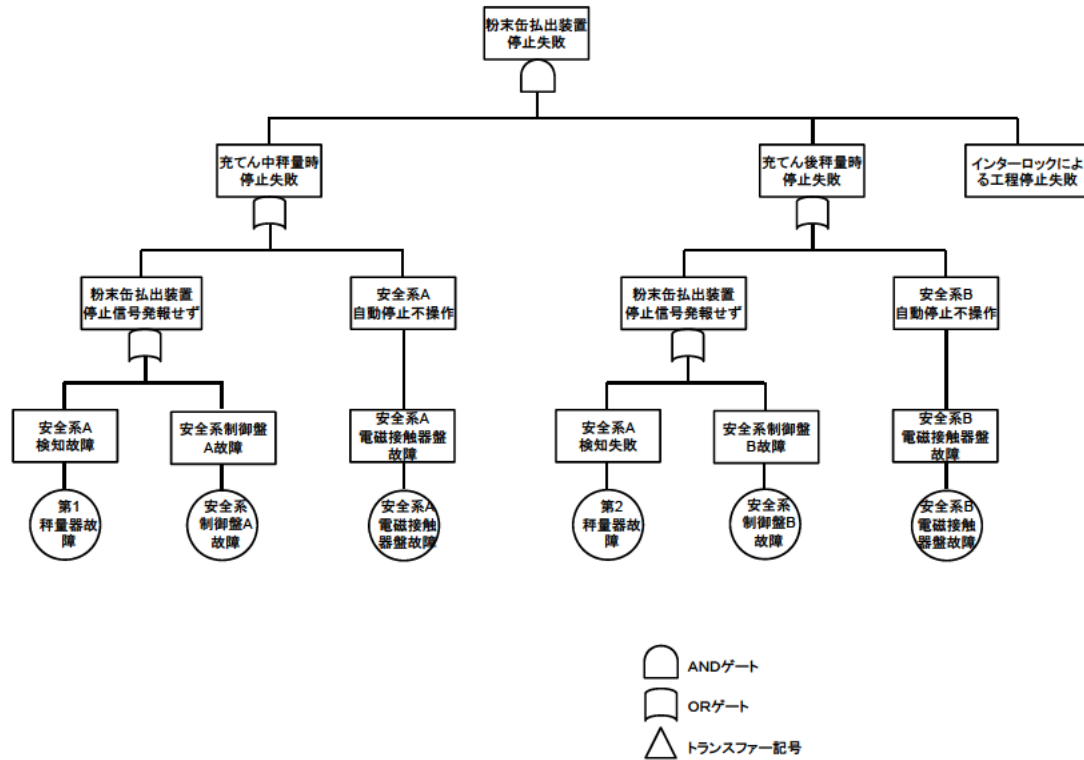 粉末缶払出装置
停止失敗
充てん中秤量時
停止失敗
充てん後秤量時
停止失敗
インターロックによ
る工程停止失敗
粉末缶払出装置
停止信号発報せず
安全系A
自動停止不操作
粉末缶払出装置
停止信号発報せず
安全系B
自動停止不操作
安全系A
検知故障
安全系制御盤
A故障
安全系A
電磁接触器盤
故障
安全系A
検知失敗
安全系制御盤
B故障
安全系B
電磁接触器盤
故障
第1
秤量器故
障
安全系
制御盤A
故障
安全系A
電磁接触
器盤故障
第2
秤量器故
障
安全系
制御盤B
故障
安全系B
電磁接触
器盤故障
ANDゲート
ORゲート
トランスファー記号